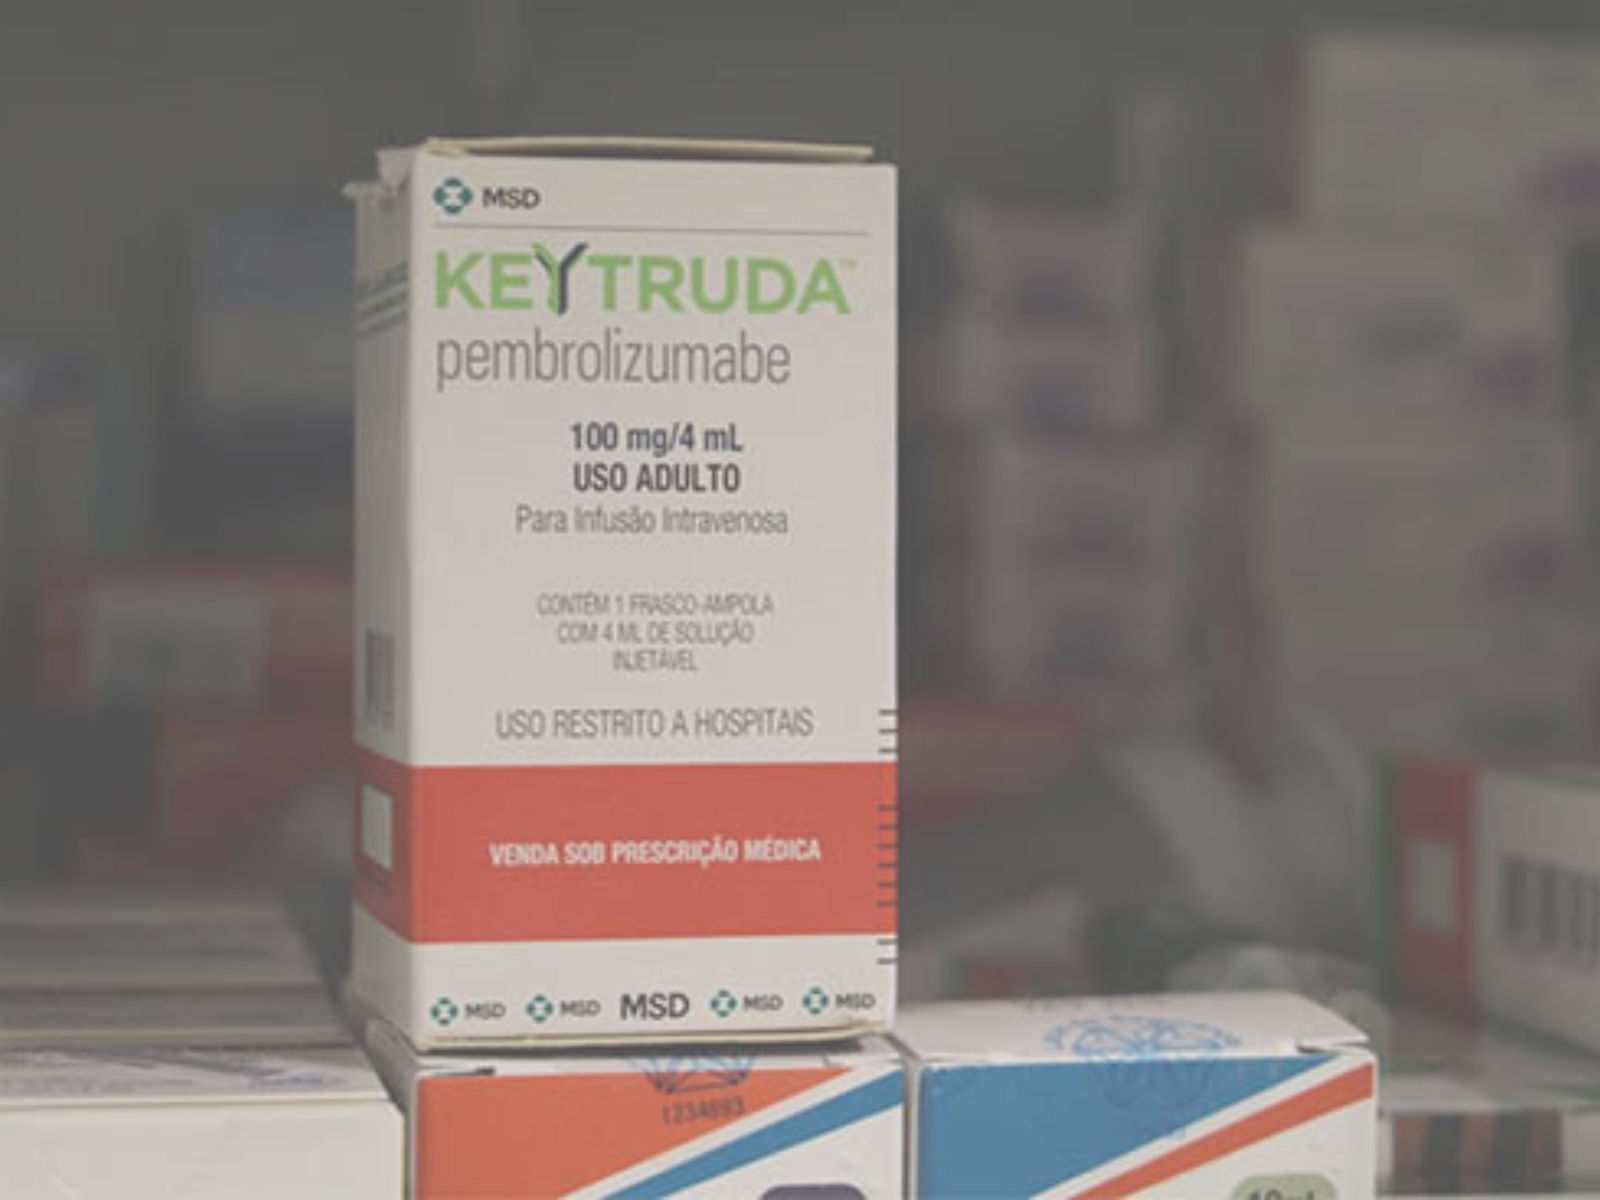 MSD
KEYTRUDA™
pembrolizumabe
100 mg/4 mL
USO ADULTO
Para Infusão Intravenosa
CONTÉM 1 FRASCO-AMPOLA
COM 4 ML DE SOLUÇÃO
INJETÁVEL
USO RESTRITO A HOSPITAIS
VENDA SOB PRESCRIÇÃO MÉDICA
MSD MSD MSD MSD MSD